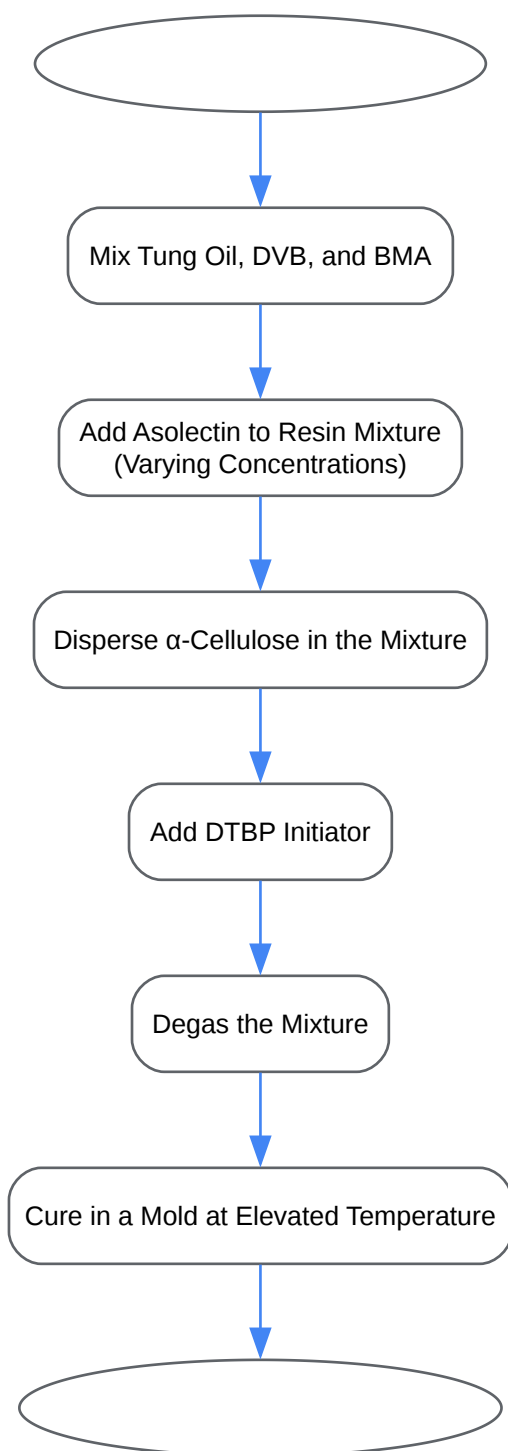 Mix Tung Oil, DVB, and BMA
Add Asolectin to Resin Mixture
(Varying Concentrations)
Disperse α-Cellulose in the Mixture
Add DTBP Initiator
Degas the Mixture
Cure in a Mold at Elevated Temperature